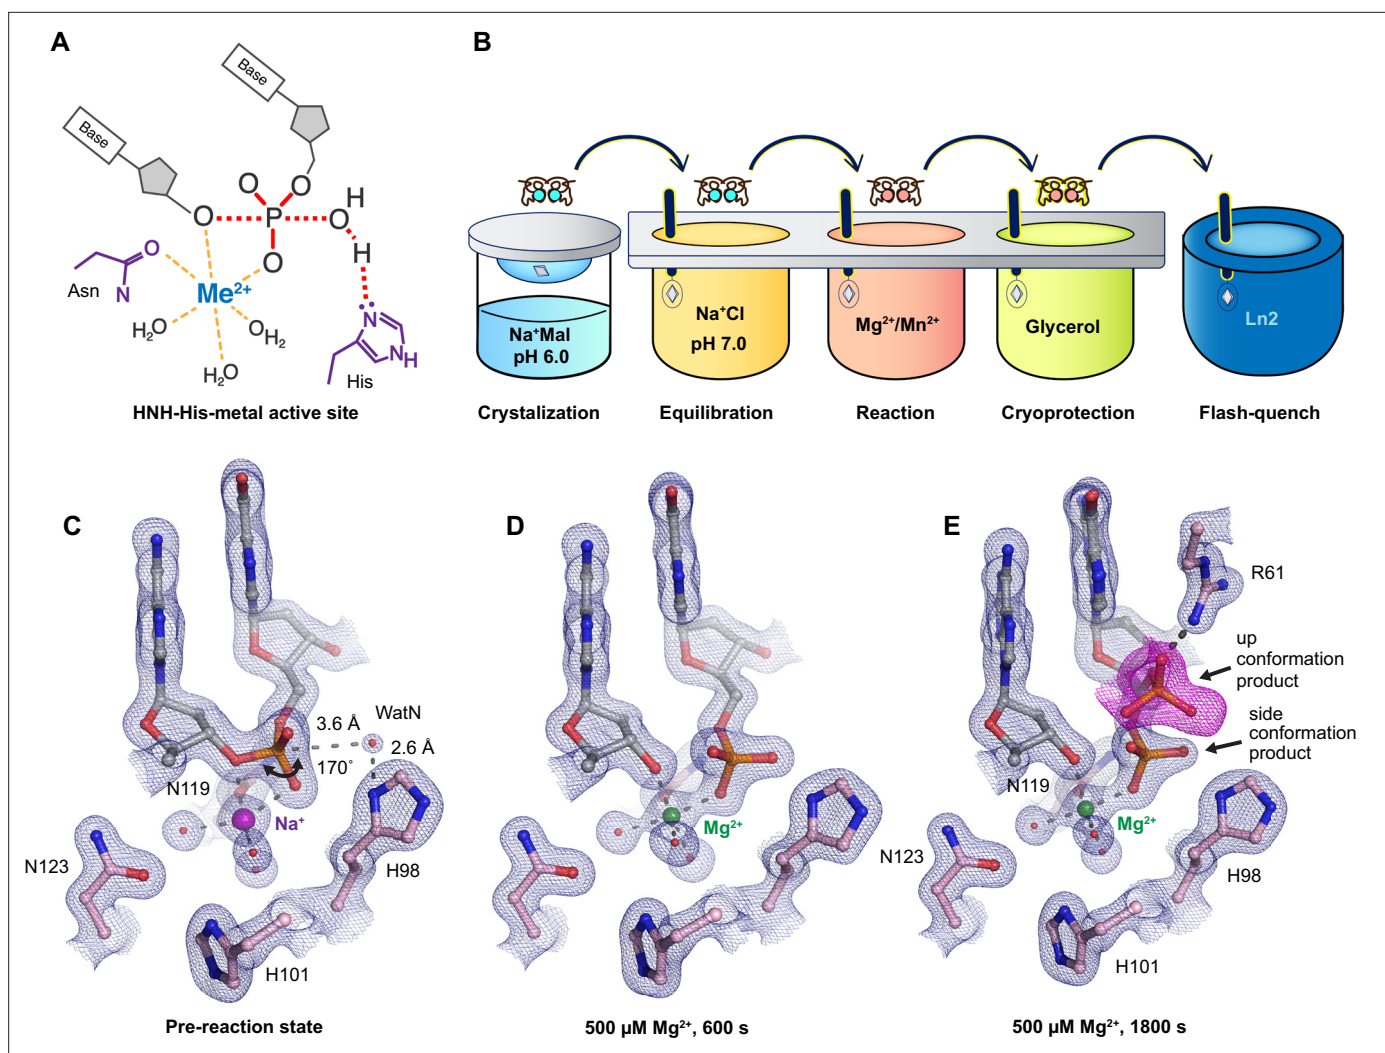 A
Base
Base
O
O
H
O
P
O
H
O
O
N
Asn
Me²⁺
H₂O
OH₂
H₂O
N
NH
His
HNH-His-metal active site
B
Na⁺Mal
pH 6.0
Na⁺Cl
pH 7.0
Mg²⁺/Mn²⁺
Glycerol
Ln2
Crystalization
Equilibration
Reaction
Cryoprotection
Flash-quench
C
3.6 Å
WatN
2.6 Å
170°
N119
Na⁺
N123
H98
H101
Pre-reaction state
D
Mg²⁺
500 µM Mg²⁺, 600 s
E
R61
up
conformation
product
side
conformation
product
N119
Mg²⁺
N123
H98
H101
500 µM Mg²⁺, 1800 s